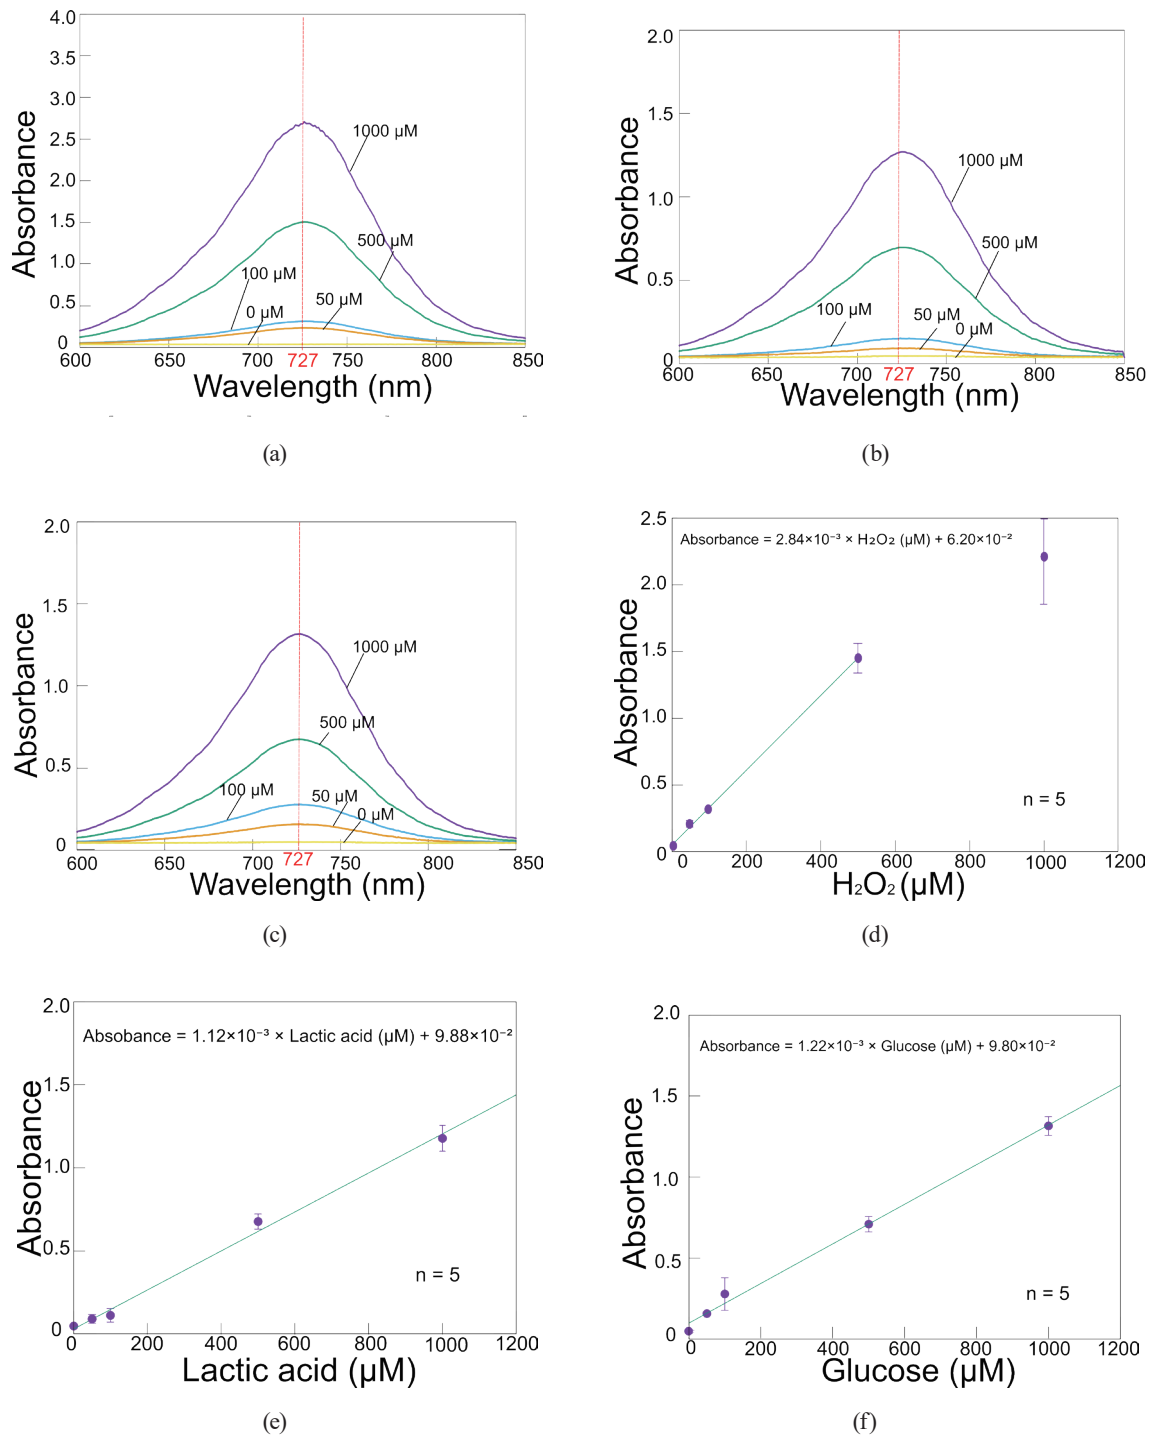 4.0
3.5
3.0
2.5
2.0
1.5
1.0
0.5
0
Absorbance
1000 µM
500 µM
100 µM
50 µM
0 µM
600 650 700 727 750 800 850
Wavelength (nm)
(a)
2.0
1.5
1.0
0.5
0
Absorbance
1000 µM
500 µM
100 µM
50 µM
0 µM
600 650 700 727 750 800 850
Wavelength (nm)
(b)
2.0
1.5
1.0
0.5
0
Absorbance
1000 µM
500 µM
100 µM
50 µM
0 µM
600 650 700 727 750 800 850
Wavelength (nm)
(c)
2.5
2.0
1.5
1.0
0.5
0
Absorbance
Absorbance = 2.84×10⁻³ × H₂O₂ (µM) + 6.20×10⁻²
n = 5
0 200 400 600 800 1000 1200
H₂O₂ (µM)
(d)
2.0
1.5
1.0
0.5
0
Absorbance
Absobance = 1.12×10⁻³ × Lactic acid (µM) + 9.88×10⁻²
n = 5
0 200 400 600 800 1000 1200
Lactic acid (µM)
(e)
2.0
1.5
1.0
0.5
0
Absorbance
Absorbance = 1.22×10⁻³ × Glucose (µM) + 9.80×10⁻²
n = 5
0 200 400 600 800 1000 1200
Glucose (µM)
(f)